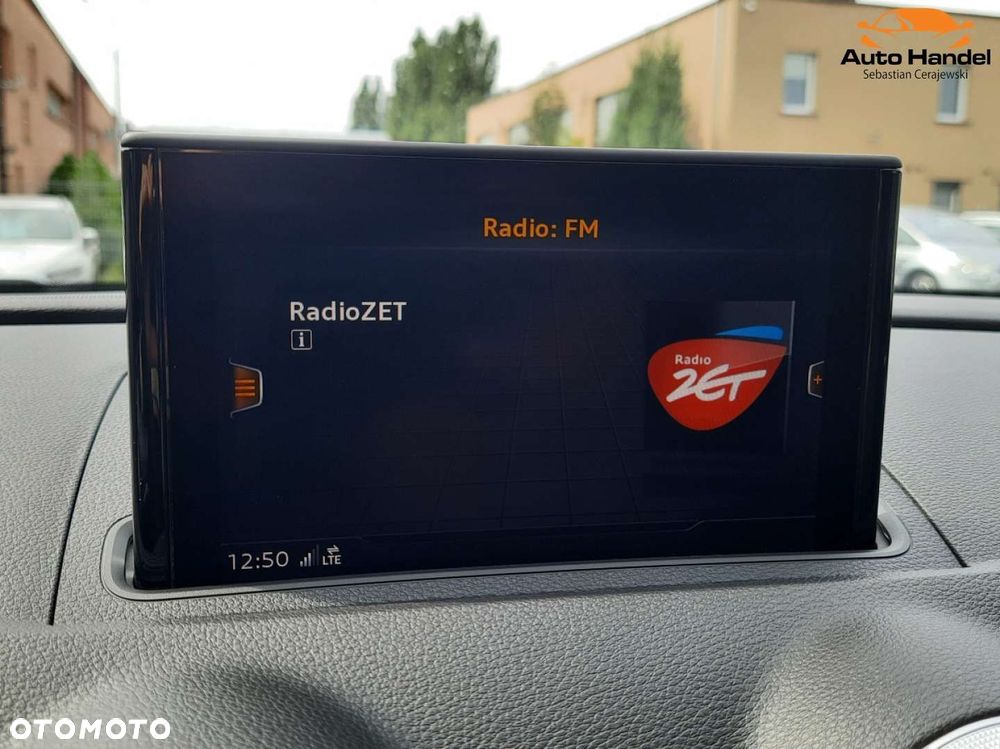 Auto Handel
Sebastian Cerajewski
Radio: FM
RadioZET
i
Radio
ZET
+
12:50 LTE
OTOMOTO